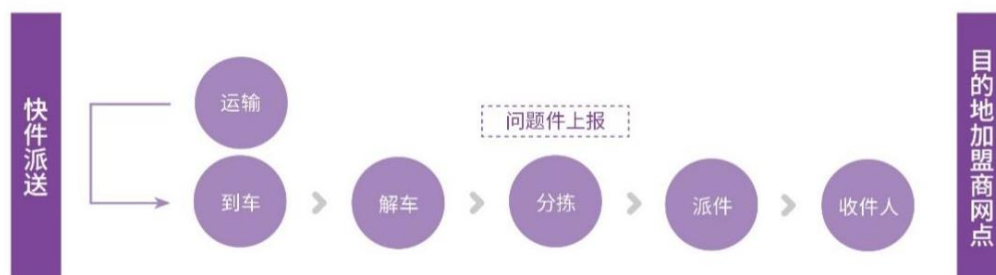 快件派送
运输
问题件上报
到车
解车
分拣
派件
收件人
目的地加盟商网点